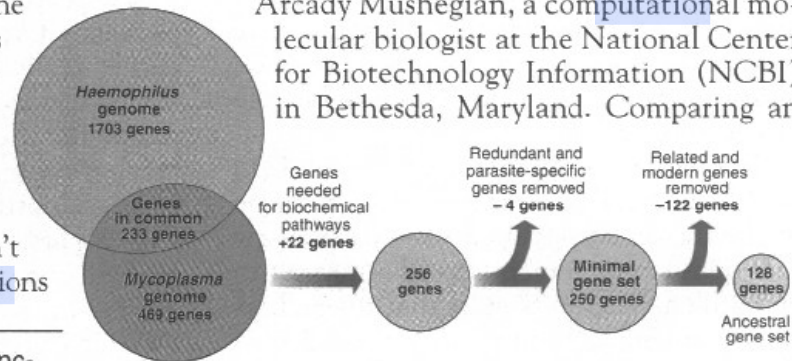 ne
s
Arcady Mushegian, a computational mo-
lecular biologist at the National Center
for Biotechnology Information (NCBI)
in Bethesda, Maryland. Comparing an
Haemophilus
genome
1703 genes
Genes
in common
233 genes
Mycoplasma
genome
469 genes
't
ions
nc-
Genes
needed
for biochemical
pathways
+22 genes
256
genes
Redundant and
parasite-specific
genes removed
– 4 genes
Minimal
gene set
250 genes
Related and
modern genes
removed
–122 genes
128
genes
Ancestral
gene set